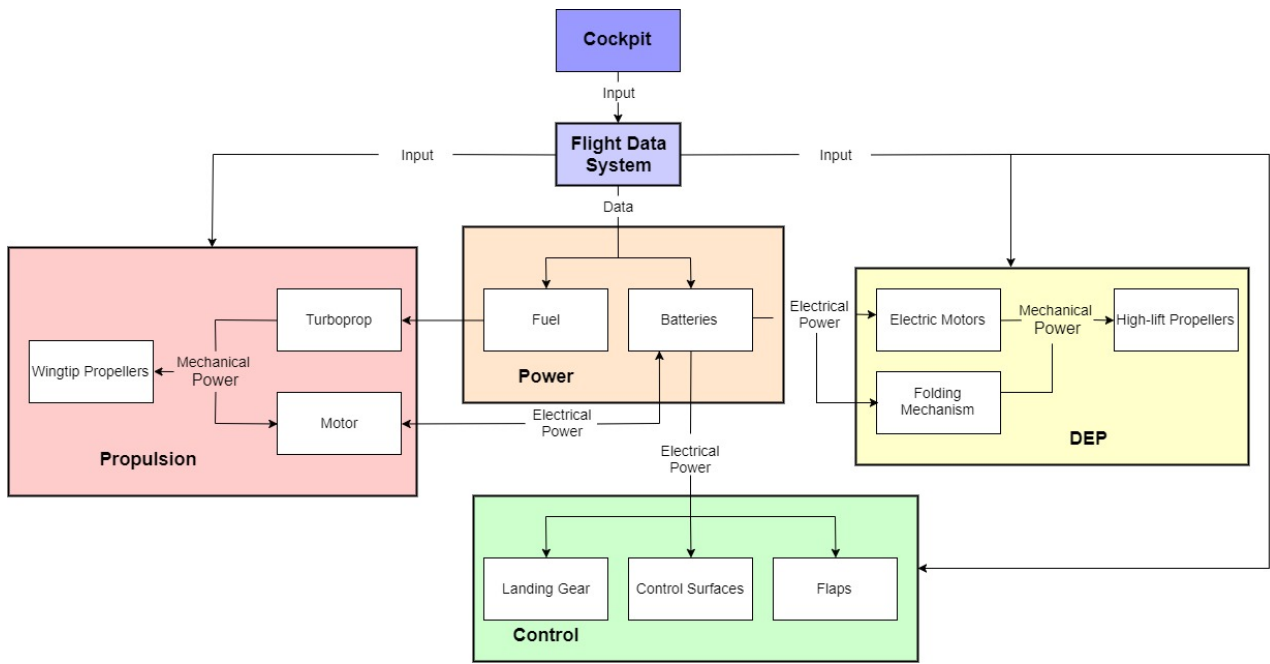 Cockpit
Input
Flight Data
System
Input
Input
Data
Turboprop
Fuel
Batteries
Electrical
Power
Electric Motors
Mechanical
Power
High-lift Propellers
Wingtip Propellers
Mechanical
Power
Power
Folding
Mechanism
Motor
Electrical
Power
DEP
Propulsion
Electrical
Power
Landing Gear
Control Surfaces
Flaps
Control